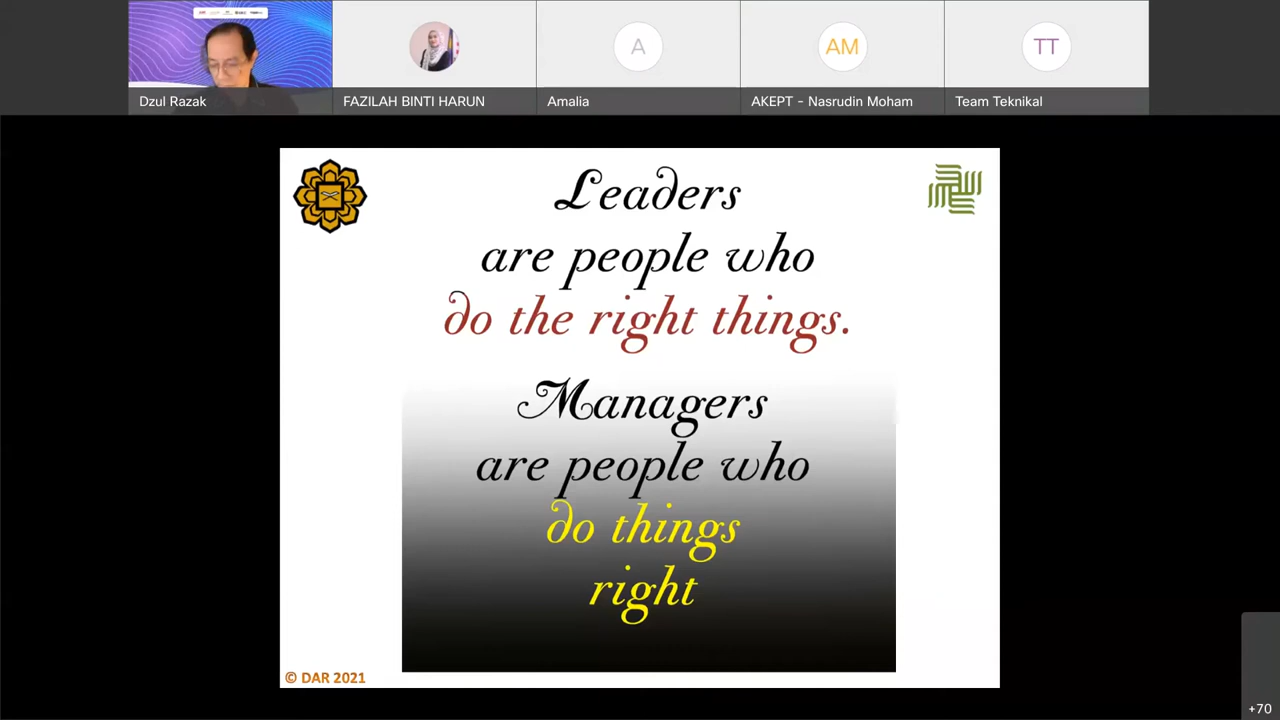 Dzul Razak
FAZILAH BINTI HARUN
A
Amalia
AM
AKEPT - Nasrudin Moham
TT
Team Teknikal
Leaders
are people who
do the right things.
Managers
are people who
do things
right
© DAR 2021
+70